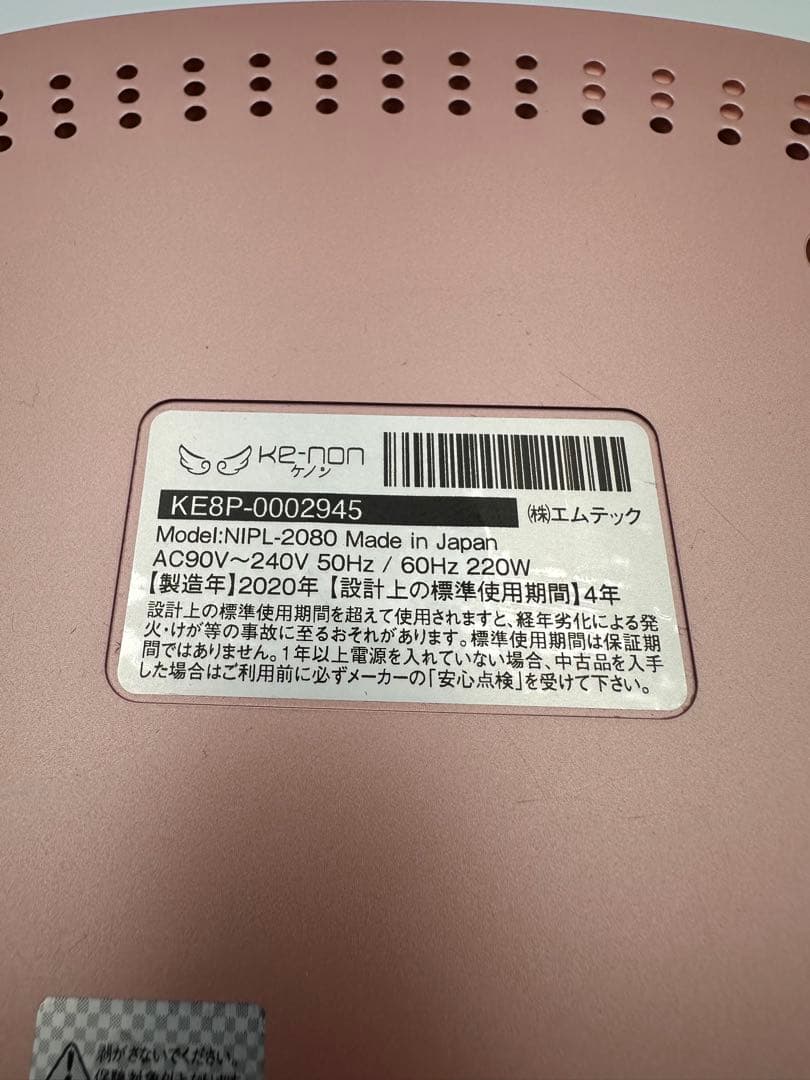 Ke-non
ケノン
KE8P-0002945
(株)エムテック
Model:NIPL-2080 Made in Japan
AC90V～240V 50Hz / 60Hz 220W
【製造年】2020年【設計上の標準使用期間】4年
設計上の標準使用期間を超えて使用されますと、経年劣化による発
火・けが等の事故に至るおそれがあります。標準使用期間は保証期
間ではありません。1年以上電源を入れていない場合、中古品を入手
した場合はご利用前に必ずメーカーの「安心点検」を受けて下さい。
剥がさないでください。